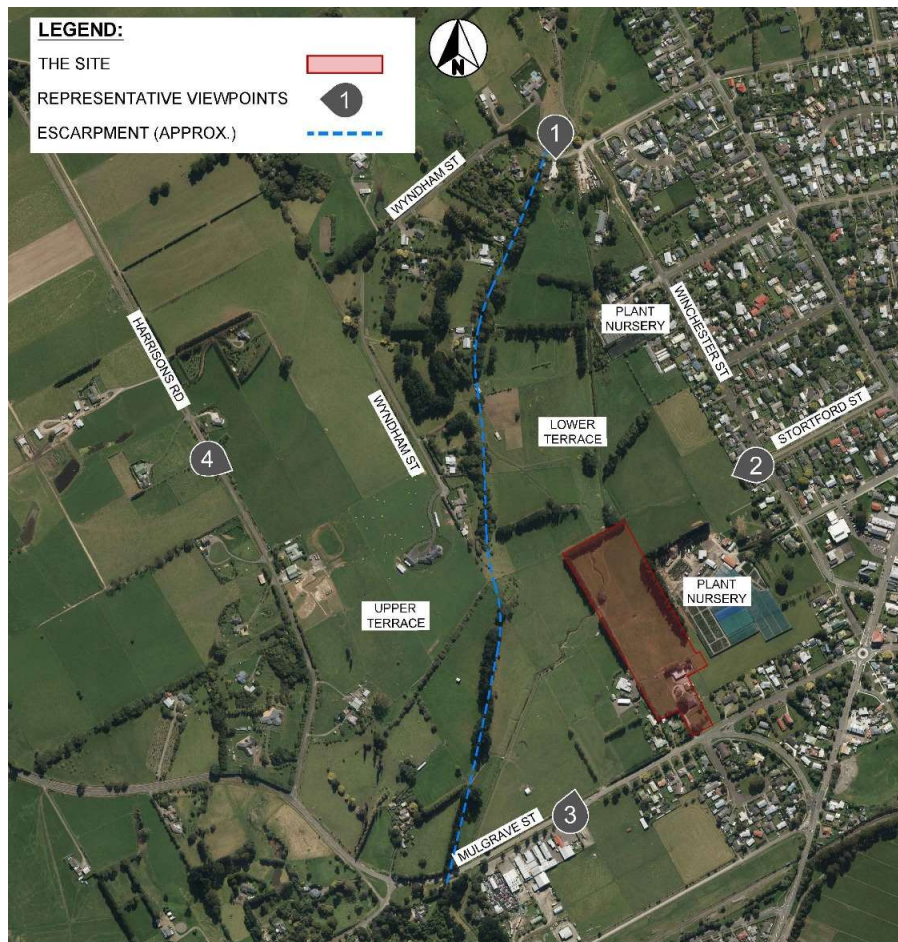 LEGEND:
THE SITE
REPRESENTATIVE VIEWPOINTS 1
ESCARPMENT (APPROX.)
N
1
WYNDHAM ST
PLANT
NURSERY
WINCHESTER ST
HARRISONS RD
WYNDHAM ST
LOWER
TERRACE
STORTFORD ST
4
2
PLANT
NURSERY
UPPER
TERRACE
3
MULGRAVE ST